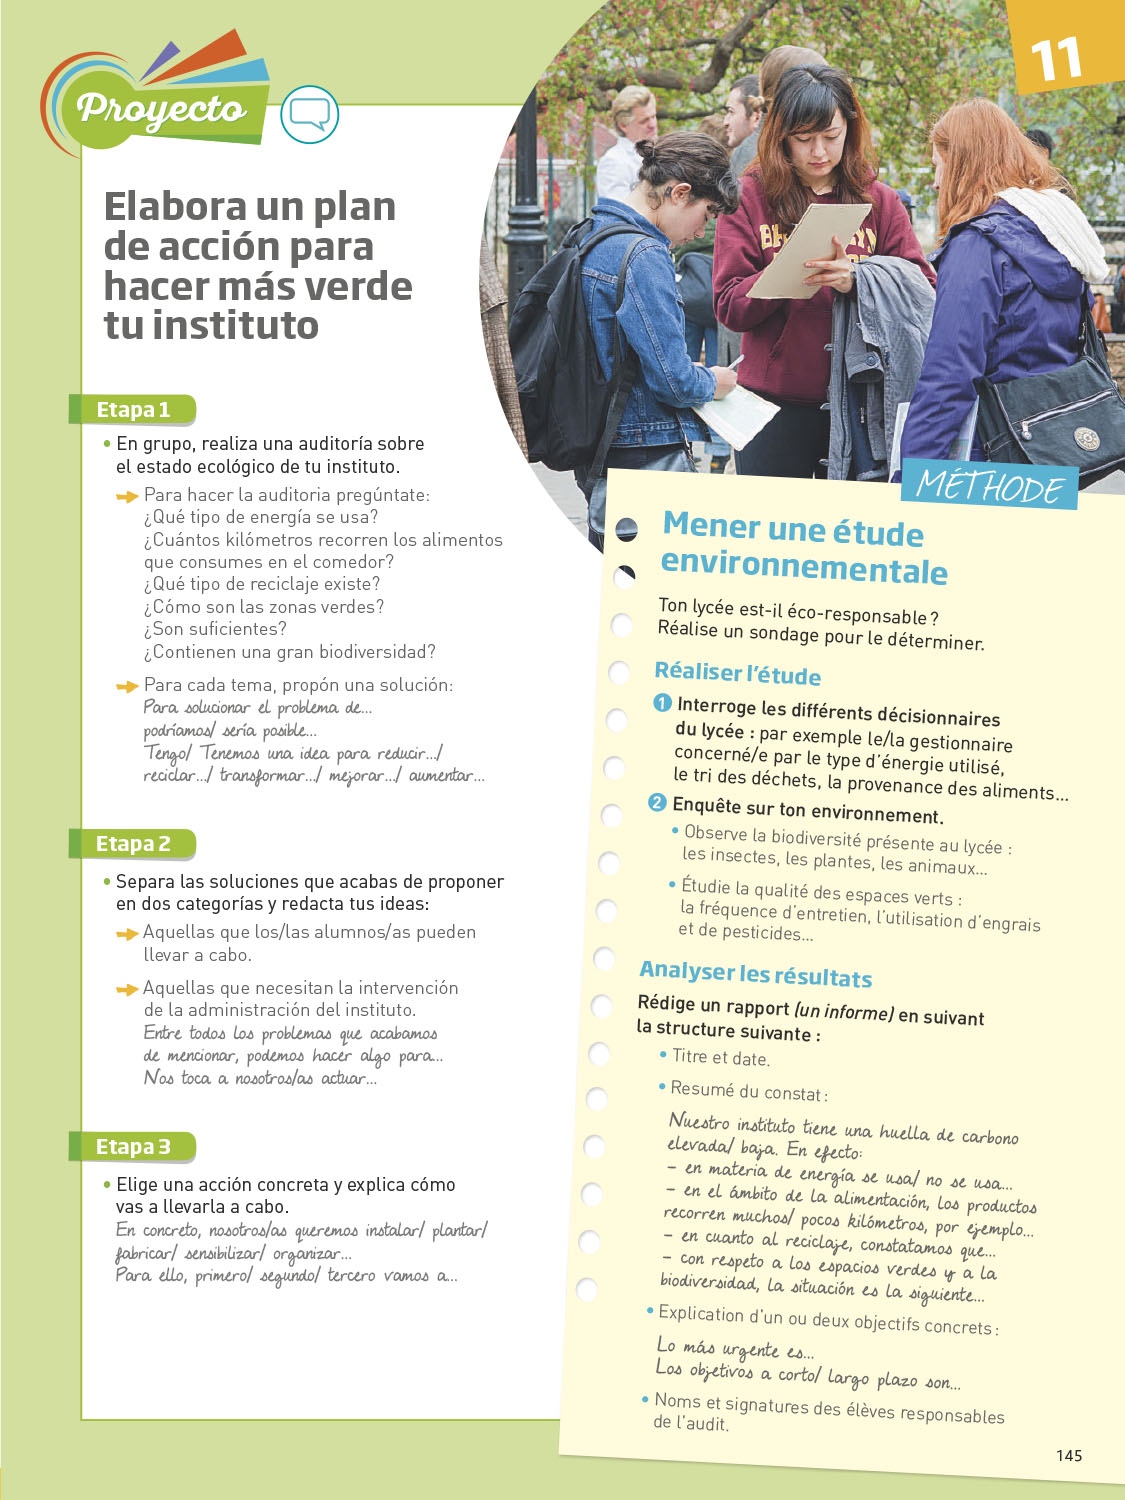 11
Proyecto
Elabora un plan
de acción para
hacer más verde
tu instituto
Etapa 1
• En grupo, realiza una auditoría sobre
el estado ecológico de tu instituto.
Para hacer la auditoria pregúntate:
¿Qué tipo de energía se usa?
¿Cuántos kilómetros recorren los alimentos
que consumes en el comedor?
¿Qué tipo de reciclaje existe?
¿Cómo son las zonas verdes?
¿Son suficientes?
¿Contienen una gran biodiversidad?
Para cada tema, propón una solución:
Para solucionar el problema de...
podríamos/ sería posible...
Tengo/ Tenemos una idea para reducir.../
reciclar.../ transformar.../ mejorar.../ aumentar...
Etapa 2
• Separa las soluciones que acabas de proponer
en dos categorías y redacta tus ideas:
Aquellas que los/las alumnos/as pueden
llevar a cabo.
Aquellas que necesitan la intervención
de la administración del instituto.
Entre todos los problemas que acabamos
de mencionar, podemos hacer algo para...
Nos toca a nosotros/as actuar...
Etapa 3
• Elige una acción concreta y explica cómo
vas a llevarla a cabo.
En concreto, nosotros/as queremos instalar/ plantar/
fabricar/ sensibilizar/ organizar...
Para ello, primero/ segundo/ tercero vamos a...
MÉTHODE
Mener une étude
environnementale
Ton lycée est-il éco-responsable ?
Réalise un sondage pour le déterminer.
Réaliser l'étude
1 Interroge les différents décisionnaires
du lycée : par exemple le/la gestionnaire
concerné/e par le type d'énergie utilisé,
le tri des déchets, la provenance des aliments...
2 Enquête sur ton environnement.
• Observe la biodiversité présente au lycée :
les insectes, les plantes, les animaux...
• Étudie la qualité des espaces verts :
la fréquence d'entretien, l'utilisation d'engrais
et de pesticides...
Analyser les résultats
Rédige un rapport (un informe) en suivant
la structure suivante :
• Titre et date.
• Resumé du constat :
Nuestro instituto tiene una huella de carbono
elevada/ baja. En efecto:
– en materia de energía se usa/ no se usa...
– en el ámbito de la alimentación, los productos
recorren muchos/ pocos kilómetros, por ejemplo...
– en cuanto al reciclaje, constatamos que...
– con respeto a los espacios verdes y a la
biodiversidad, la situación es la siguiente...
• Explication d'un ou deux objectifs concrets :
Lo más urgente es...
Los objetivos a corto/ largo plazo son...
• Noms et signatures des élèves responsables
de l'audit.
145